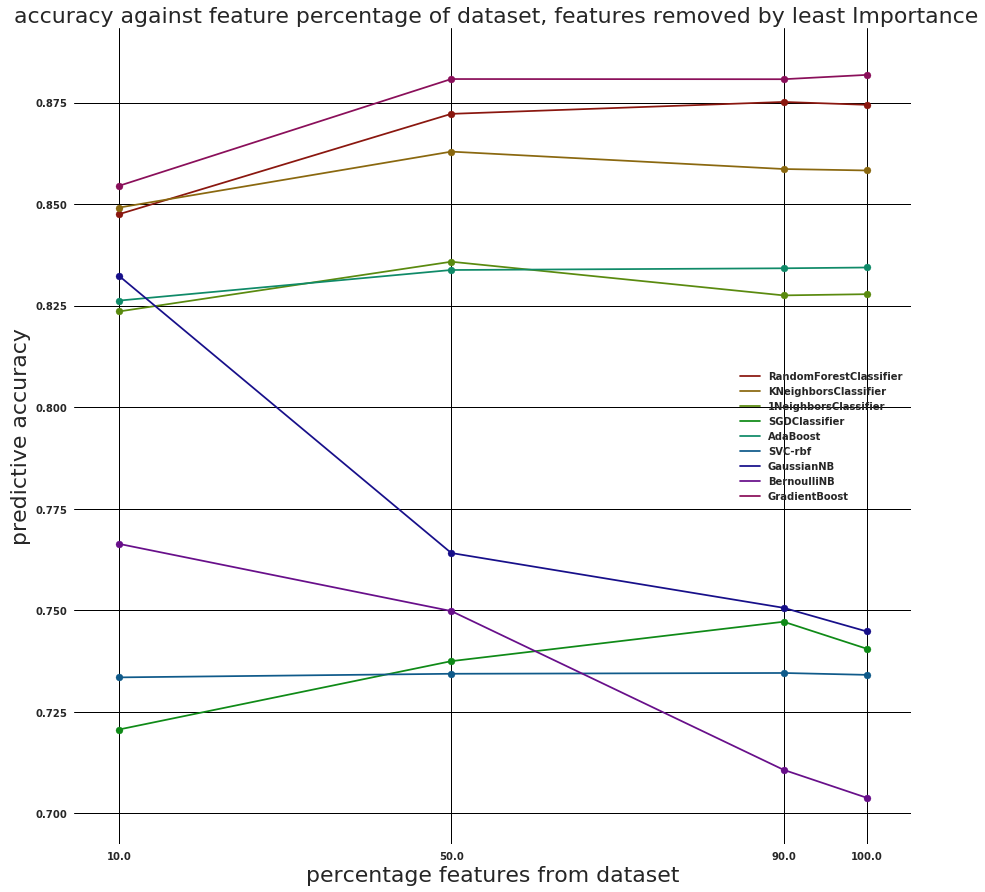 accuracy against feature percentage of dataset, features removed by least Importance
predictive accuracy
0.875
0.850
0.825
0.800
0.775
0.750
0.725
0.700
RandomForestClassifier
KNeighborsClassifier
1NeighborsClassifier
SGDClassifier
AdaBoost
SVC-rbf
GaussianNB
BernoulliNB
GradientBoost
10.0
50.0
90.0
100.0
percentage features from dataset